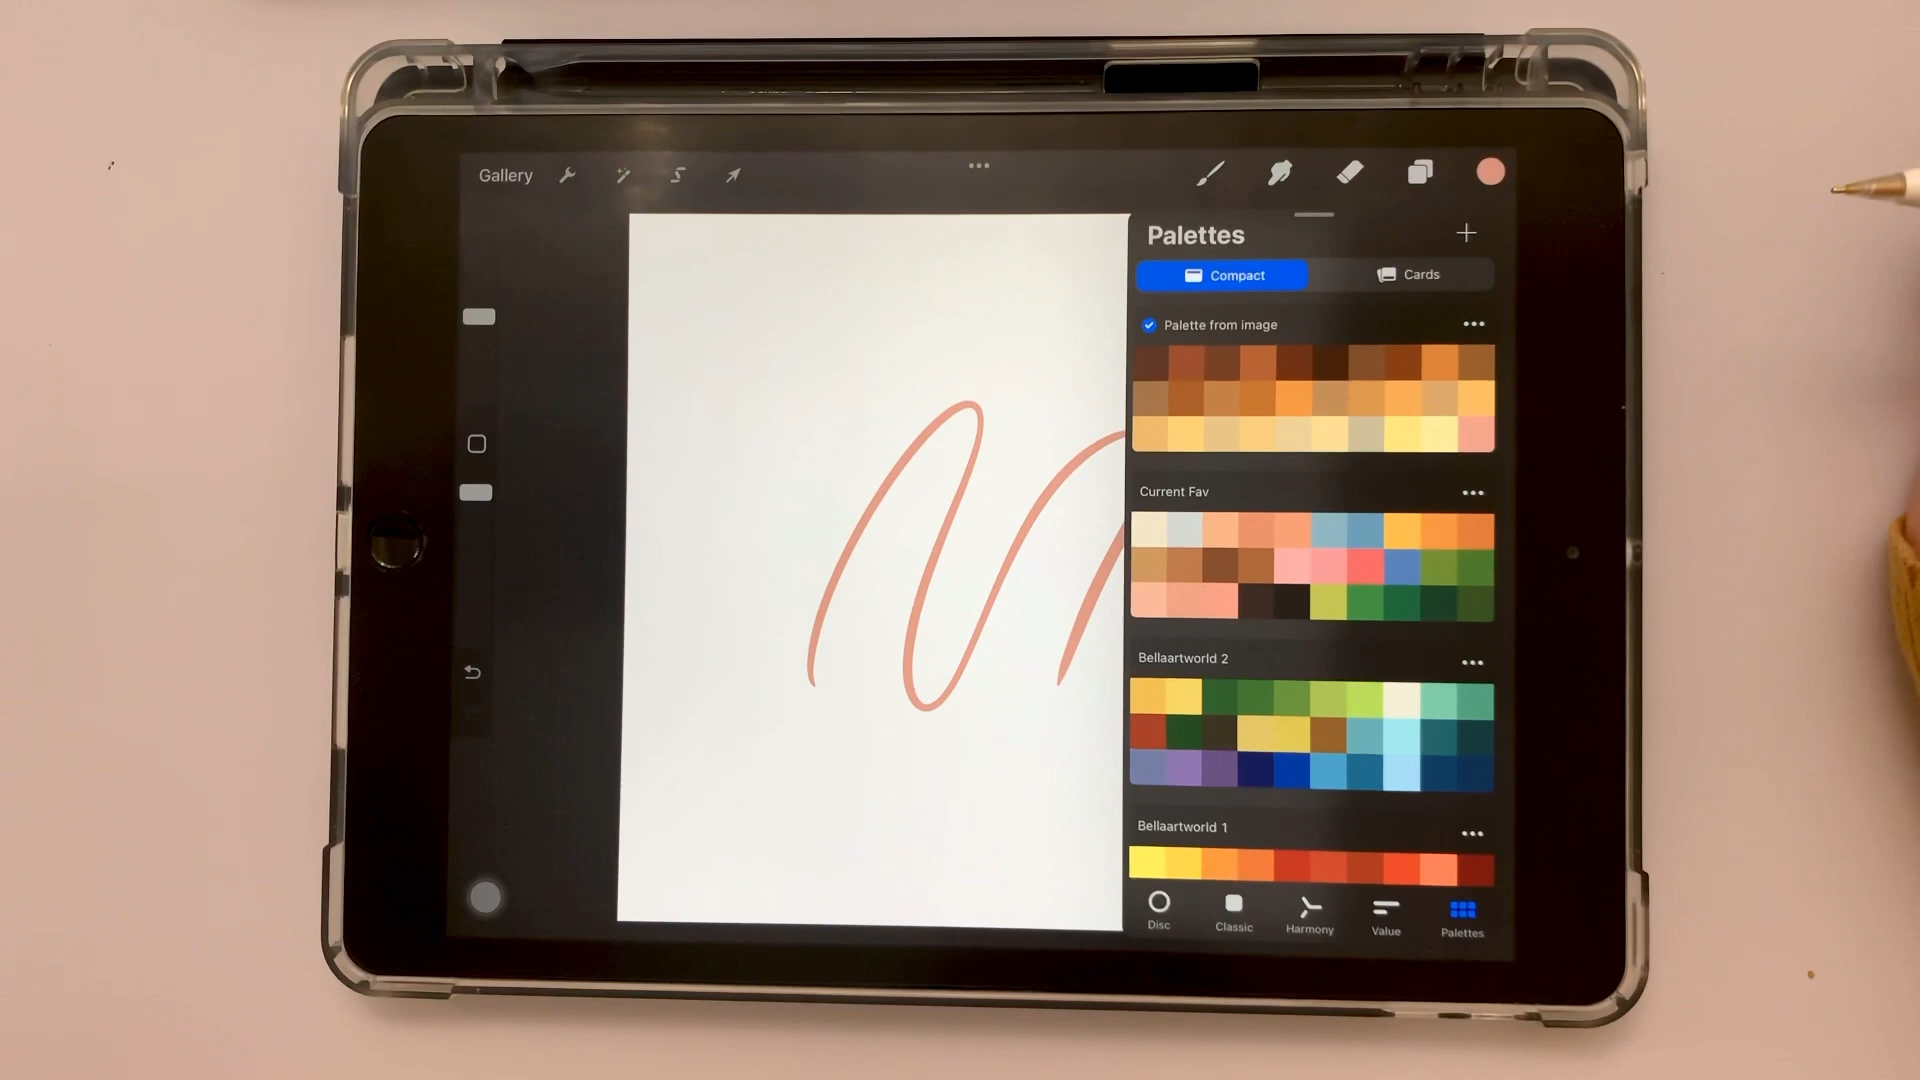 Gallery
Palettes
Compact
Cards
Palette from image
Current Fav
Bellaartworld 2
Bellaartworld 1
Disc
Classic
Harmony
Value
Palettes